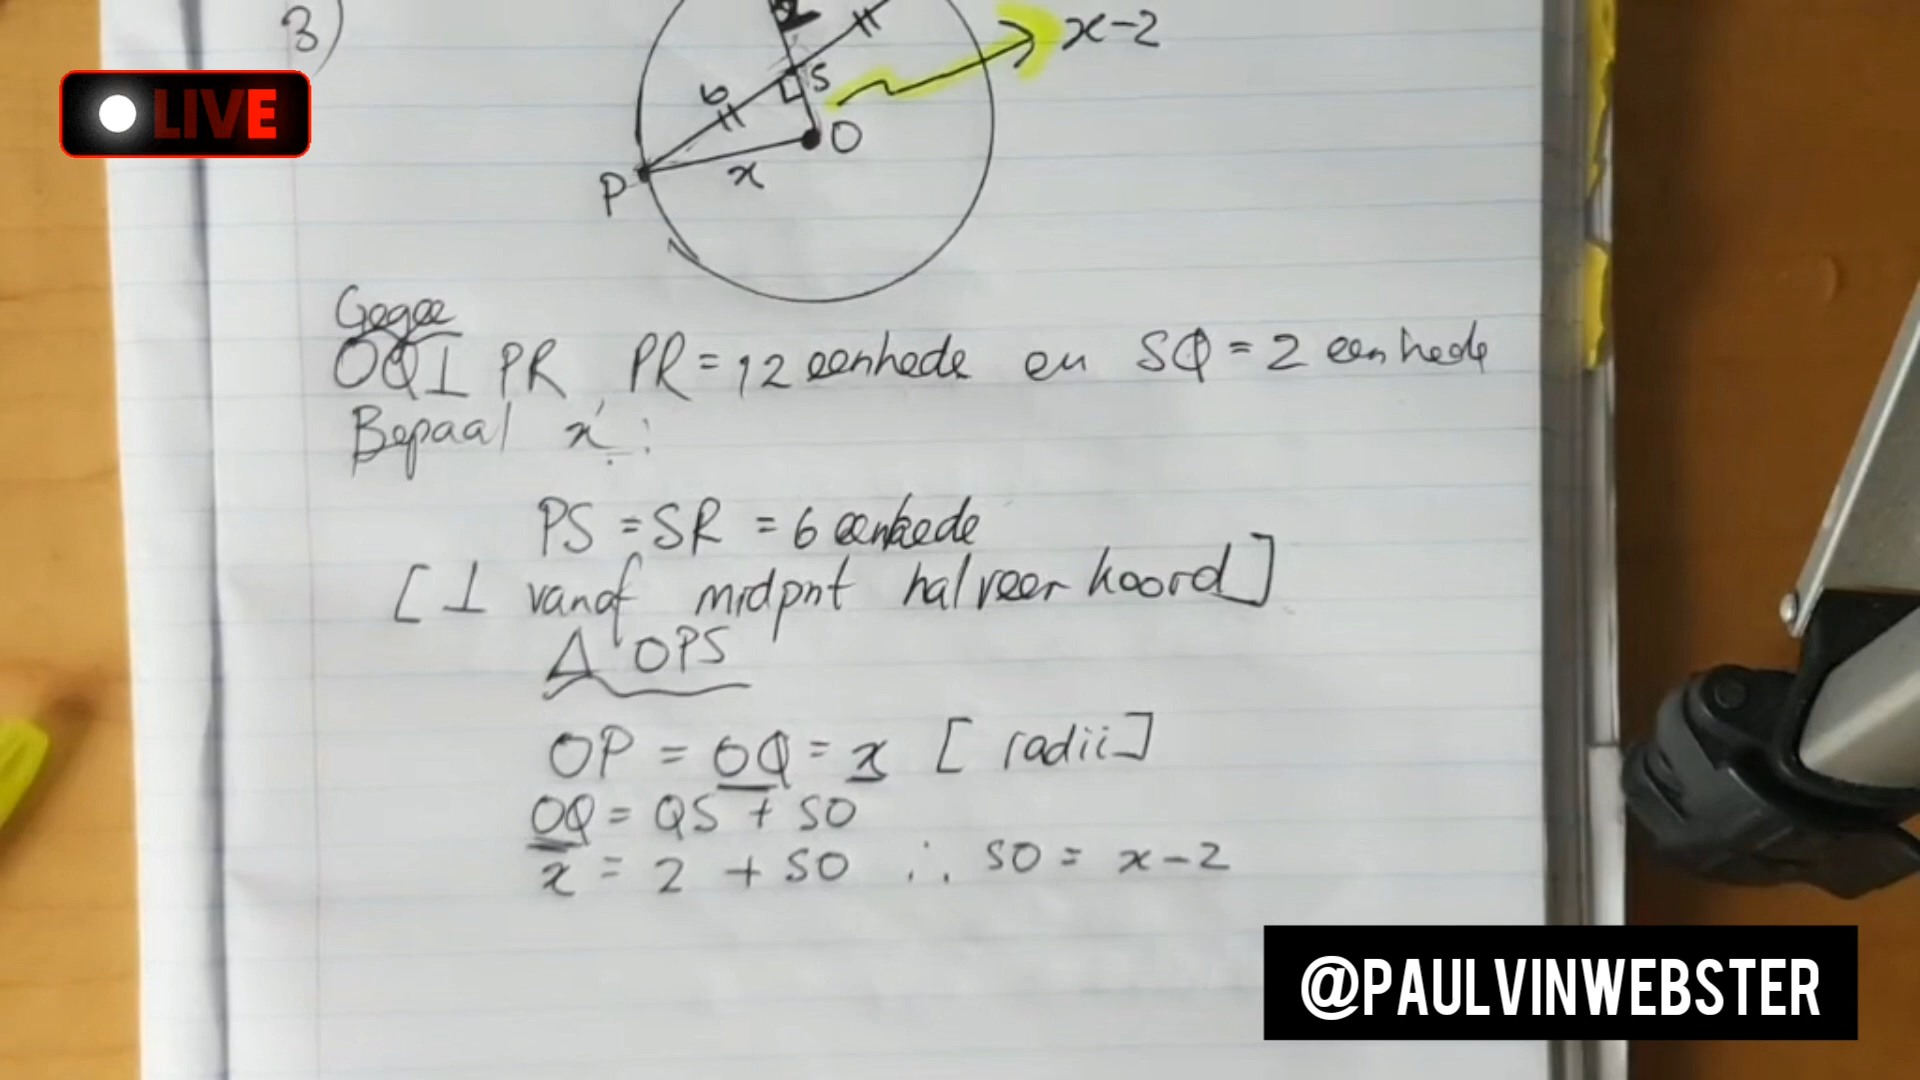 3)
LIVE
2
x-2
S
6
O
P
x
Gegee
OQ⊥ PR, PR = 12 eenhede en SQ = 2 eenhede
Bepaal x:
PS = SR = 6 eenhede
[⊥ vanaf midpnt halveer koord]
Δ OPS
OP = OQ = x [radii]
OQ = QS + SO
x = 2 + SO ∴ SO = x-2
@PAULVINWEBSTER